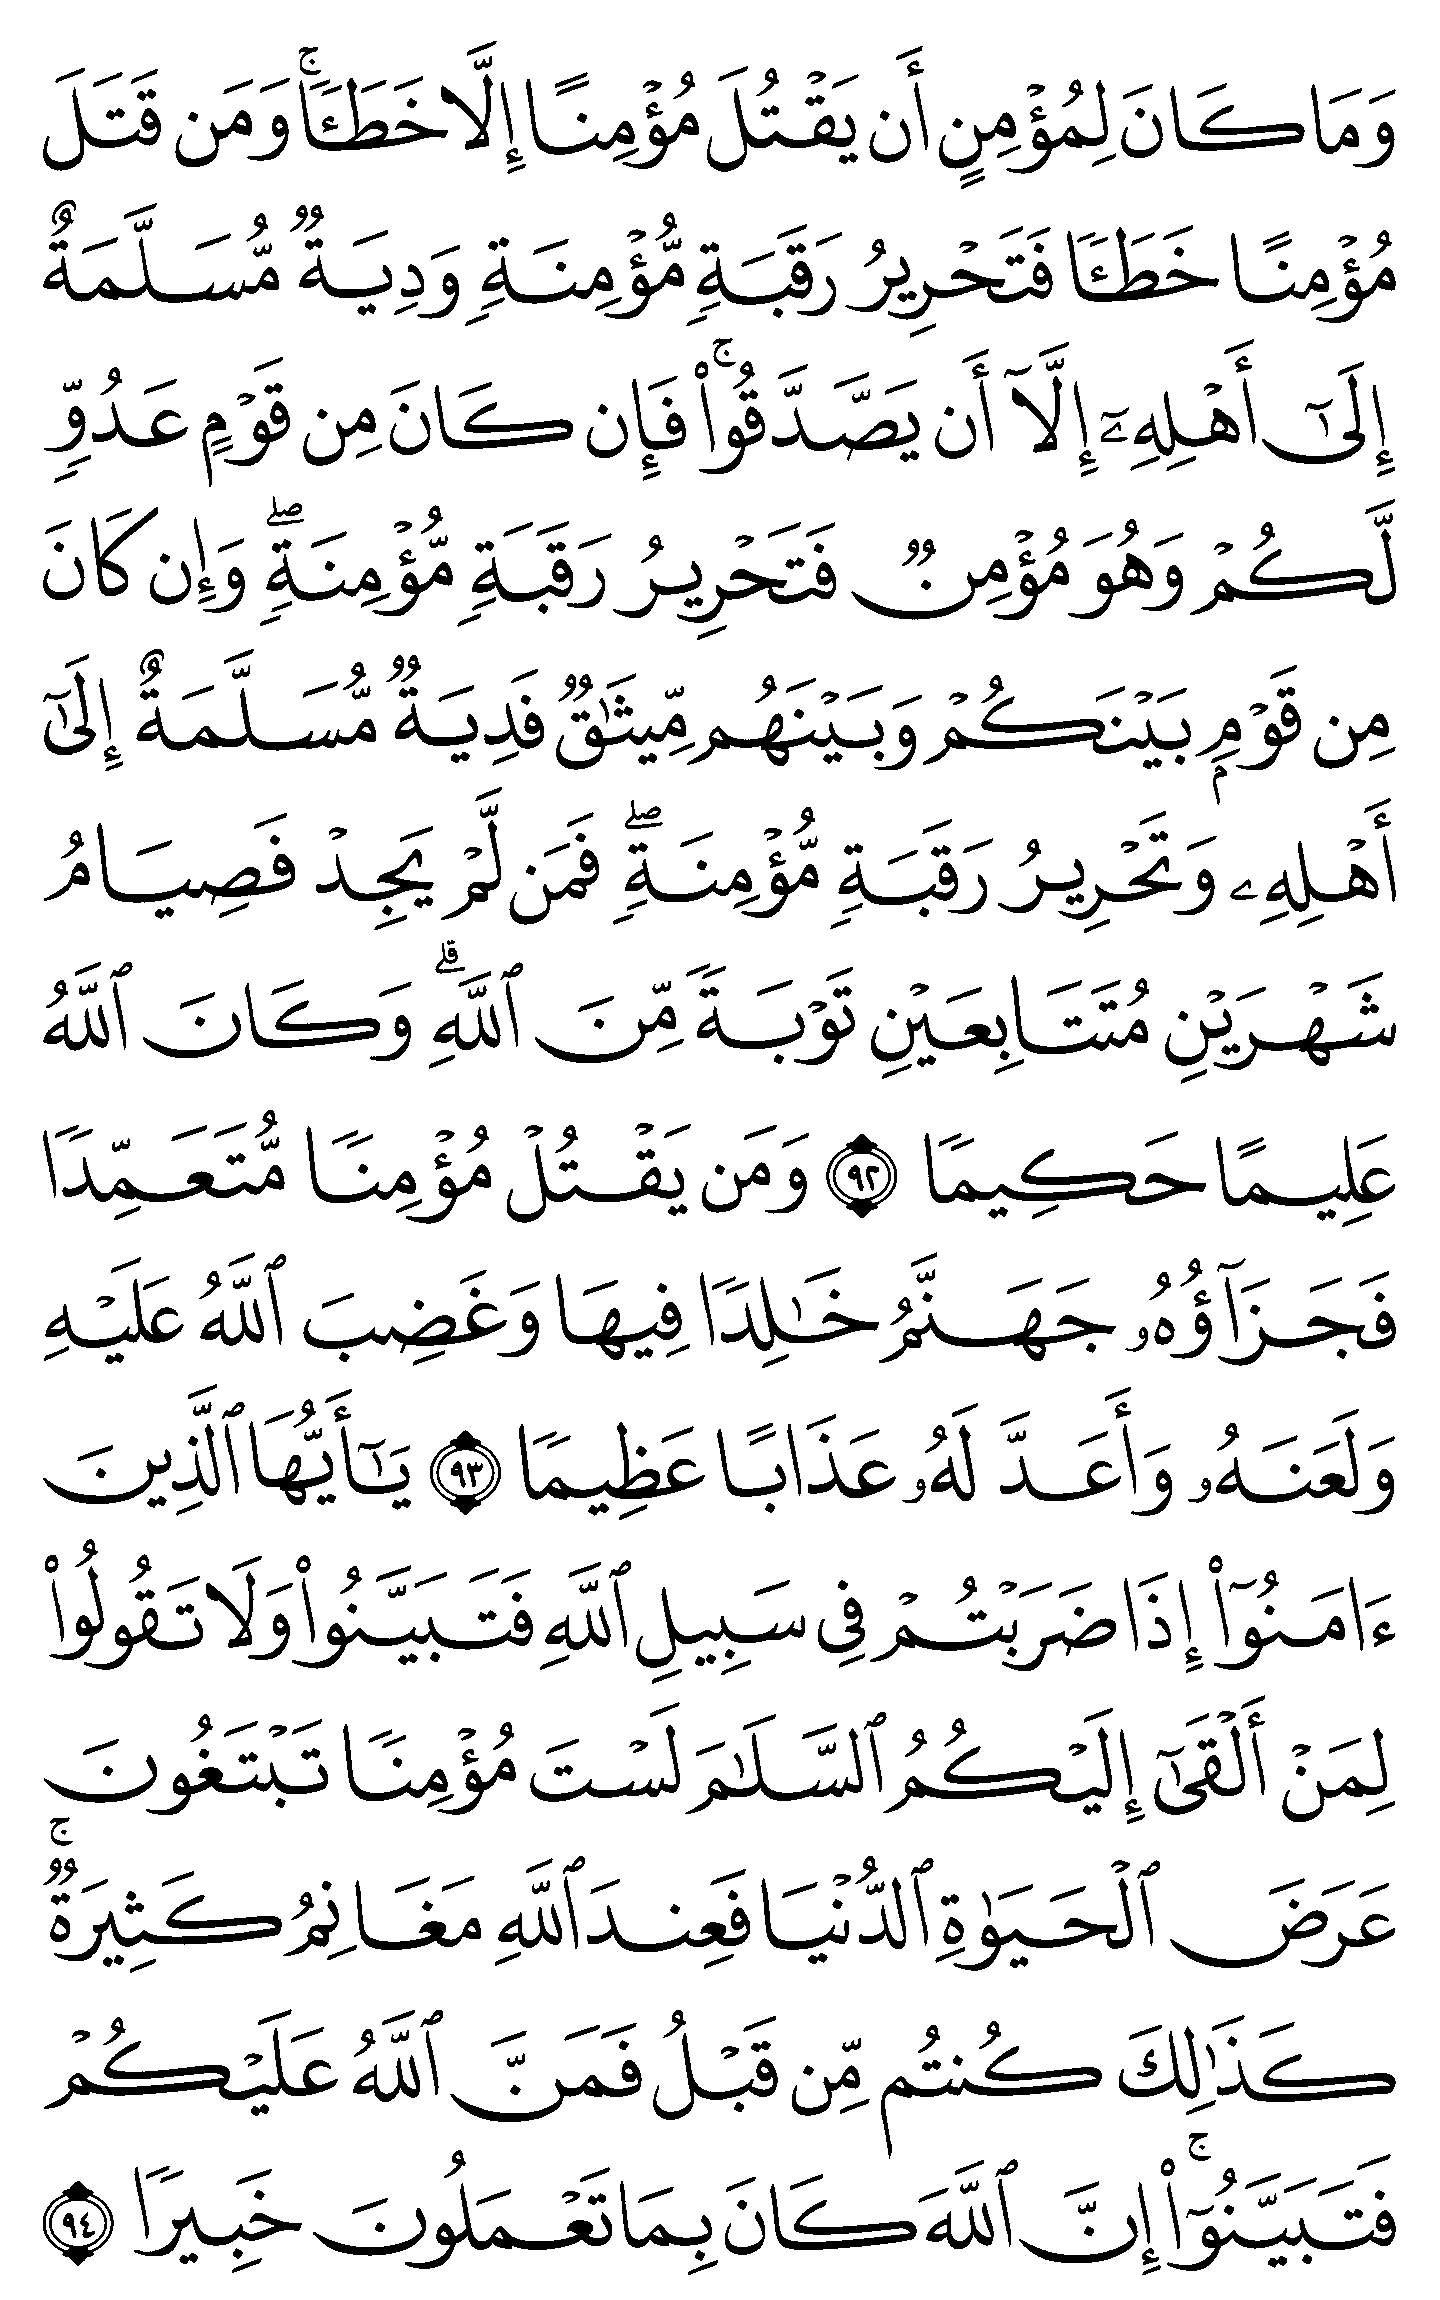 وَمَا كَانَ لِمُؤْمِنٍ أَن يَقْتُلَ مُؤْمِنًا إِلَّا خَطَـًٔا ۚ وَمَن قَتَلَ
مُؤْمِنًا خَطَـًٔا فَتَحْرِيرُ رَقَبَةٍ مُّؤْمِنَةٍ وَدِيَةٌ مُّسَلَّمَةٌ
إِلَىٰٓ أَهْلِهِۦٓ إِلَّآ أَن يَصَّدَّقُوا۟ ۚ فَإِن كَانَ مِن قَوْمٍ عَدُوٍّ
لَّكُمْ وَهُوَ مُؤْمِنٌ فَتَحْرِيرُ رَقَبَةٍ مُّؤْمِنَةٍ ۖ وَإِن كَانَ
مِن قَوْمٍۭ بَيْنَكُمْ وَبَيْنَهُم مِّيثَـٰقٌ فَدِيَةٌ مُّسَلَّمَةٌ إِلَىٰٓ
أَهْلِهِۦ وَتَحْرِيرُ رَقَبَةٍ مُّؤْمِنَةٍ ۖ فَمَن لَّمْ يَجِدْ فَصِيَامُ
شَهْرَيْنِ مُتَتَابِعَيْنِ تَوْبَةً مِّنَ ٱللَّهِ ۗ وَكَانَ ٱللَّهُ
عَلِيمًا حَكِيمًا ٩٢ وَمَن يَقْتُلْ مُؤْمِنًا مُّتَعَمِّدًا
فَجَزَآؤُهُۥ جَهَنَّمُ خَـٰلِدًا فِيهَا وَغَضِبَ ٱللَّهُ عَلَيْهِ
وَلَعَنَهُۥ وَأَعَدَّ لَهُۥ عَذَابًا عَظِيمًا ٩٣ يَـٰٓأَيُّهَا ٱلَّذِينَ
ءَامَنُوٓا۟ إِذَا ضَرَبْتُمْ فِى سَبِيلِ ٱللَّهِ فَتَبَيَّنُوا۟ وَلَا تَقُولُوا۟
لِمَنْ أَلْقَىٰٓ إِلَيْكُمُ ٱلسَّلَـٰمَ لَسْتَ مُؤْمِنًا تَبْتَغُونَ
عَرَضَ ٱلْحَيَوٰةِ ٱلدُّنْيَا فَعِندَ ٱللَّهِ مَغَانِمُ كَثِيرَةٌ ۚ
كَذَٰلِكَ كُنتُم مِّن قَبْلُ فَمَنَّ ٱللَّهُ عَلَيْكُمْ
فَتَبَيَّنُوٓا۟ ۚ إِنَّ ٱللَّهَ كَانَ بِمَا تَعْمَلُونَ خَبِيرًا ٩٤